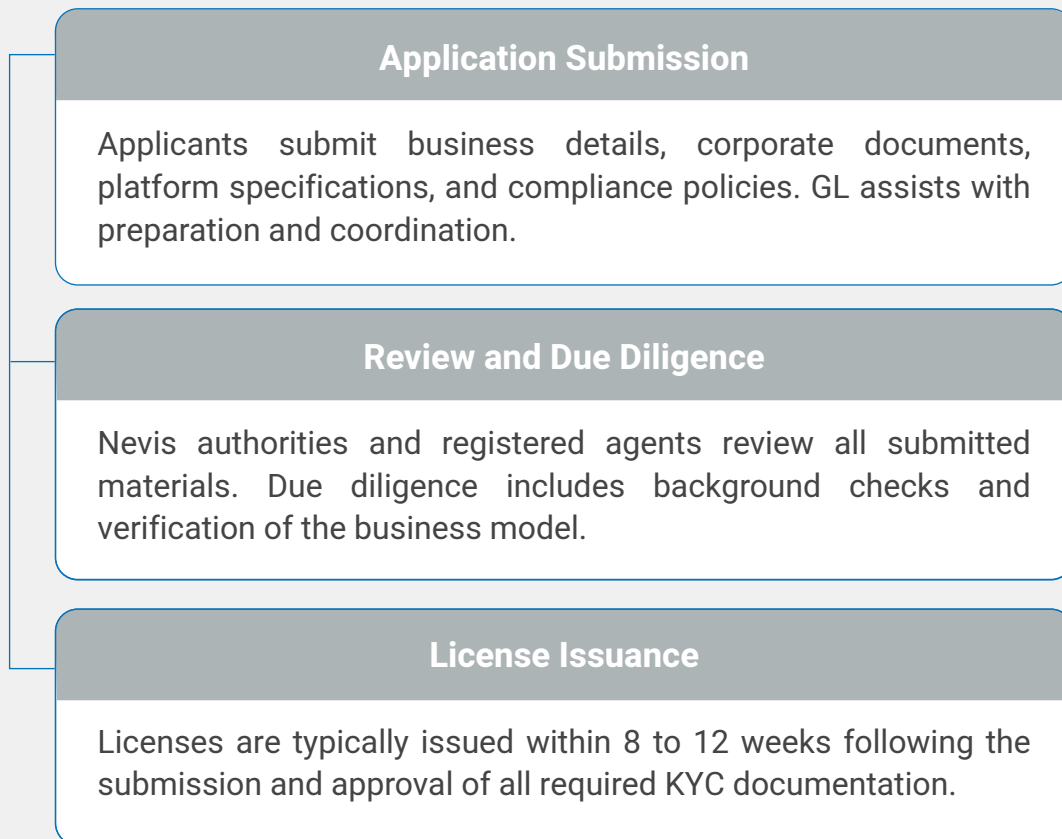 Application Submission
Applicants submit business details, corporate documents,
platform specifications, and compliance policies. GL assists with
preparation and coordination.
Review and Due Diligence
Nevis authorities and registered agents review all submitted
materials. Due diligence includes background checks and
verification of the business model.
License Issuance
Licenses are typically issued within 8 to 12 weeks following the
submission and approval of all required KYC documentation.